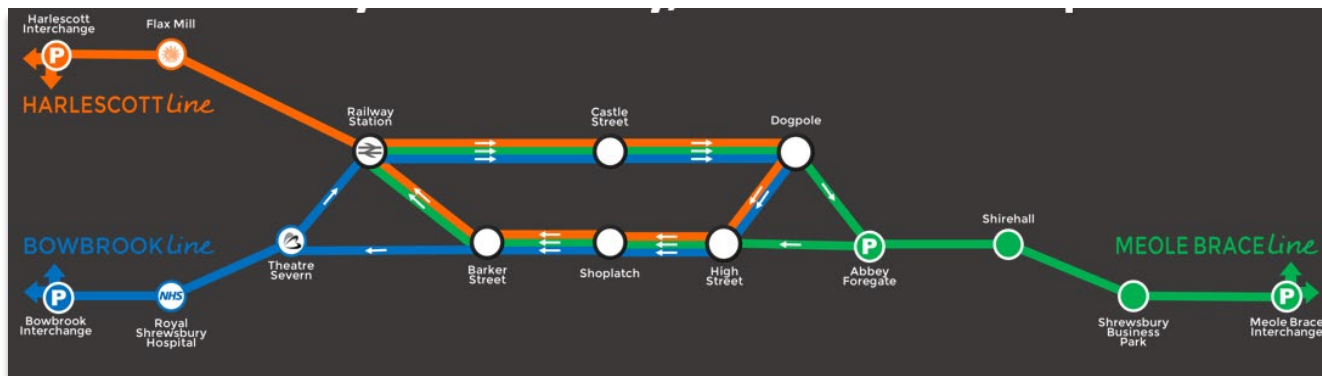 Harlescott
Interchange
Flax Mill
P
HARLESCOTT line
Railway
Station
Castle
Street
Dogpole
BOWBROOK line
Theatre
Severn
Barker
Street
Shoplatch
High
Street
P
Abbey
Foregate
Shirehall
MEOLE BRACE line
P
Bowbrook
Interchange
NHS
Royal
Shrewsbury
Hospital
Shrewsbury
Business
Park
P
Meole Brace
Interchange